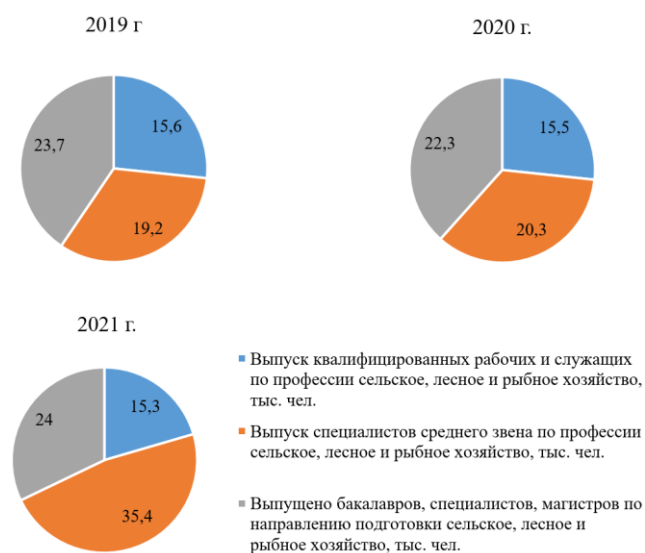 2019 г
23,7
15,6
19,2
2020 г.
22,3
15,5
20,3
2021 г.
24
15,3
35,4
Выпуск квалифицированных рабочих и служащих
по профессии сельское, лесное и рыбное хозяйство,
тыс. чел.
Выпуск специалистов среднего звена по профессии
сельское, лесное и рыбное хозяйство, тыс. чел.
Выпущено бакалавров, специалистов, магистров по
направлению подготовки сельское, лесное и
рыбное хозяйство, тыс. чел.